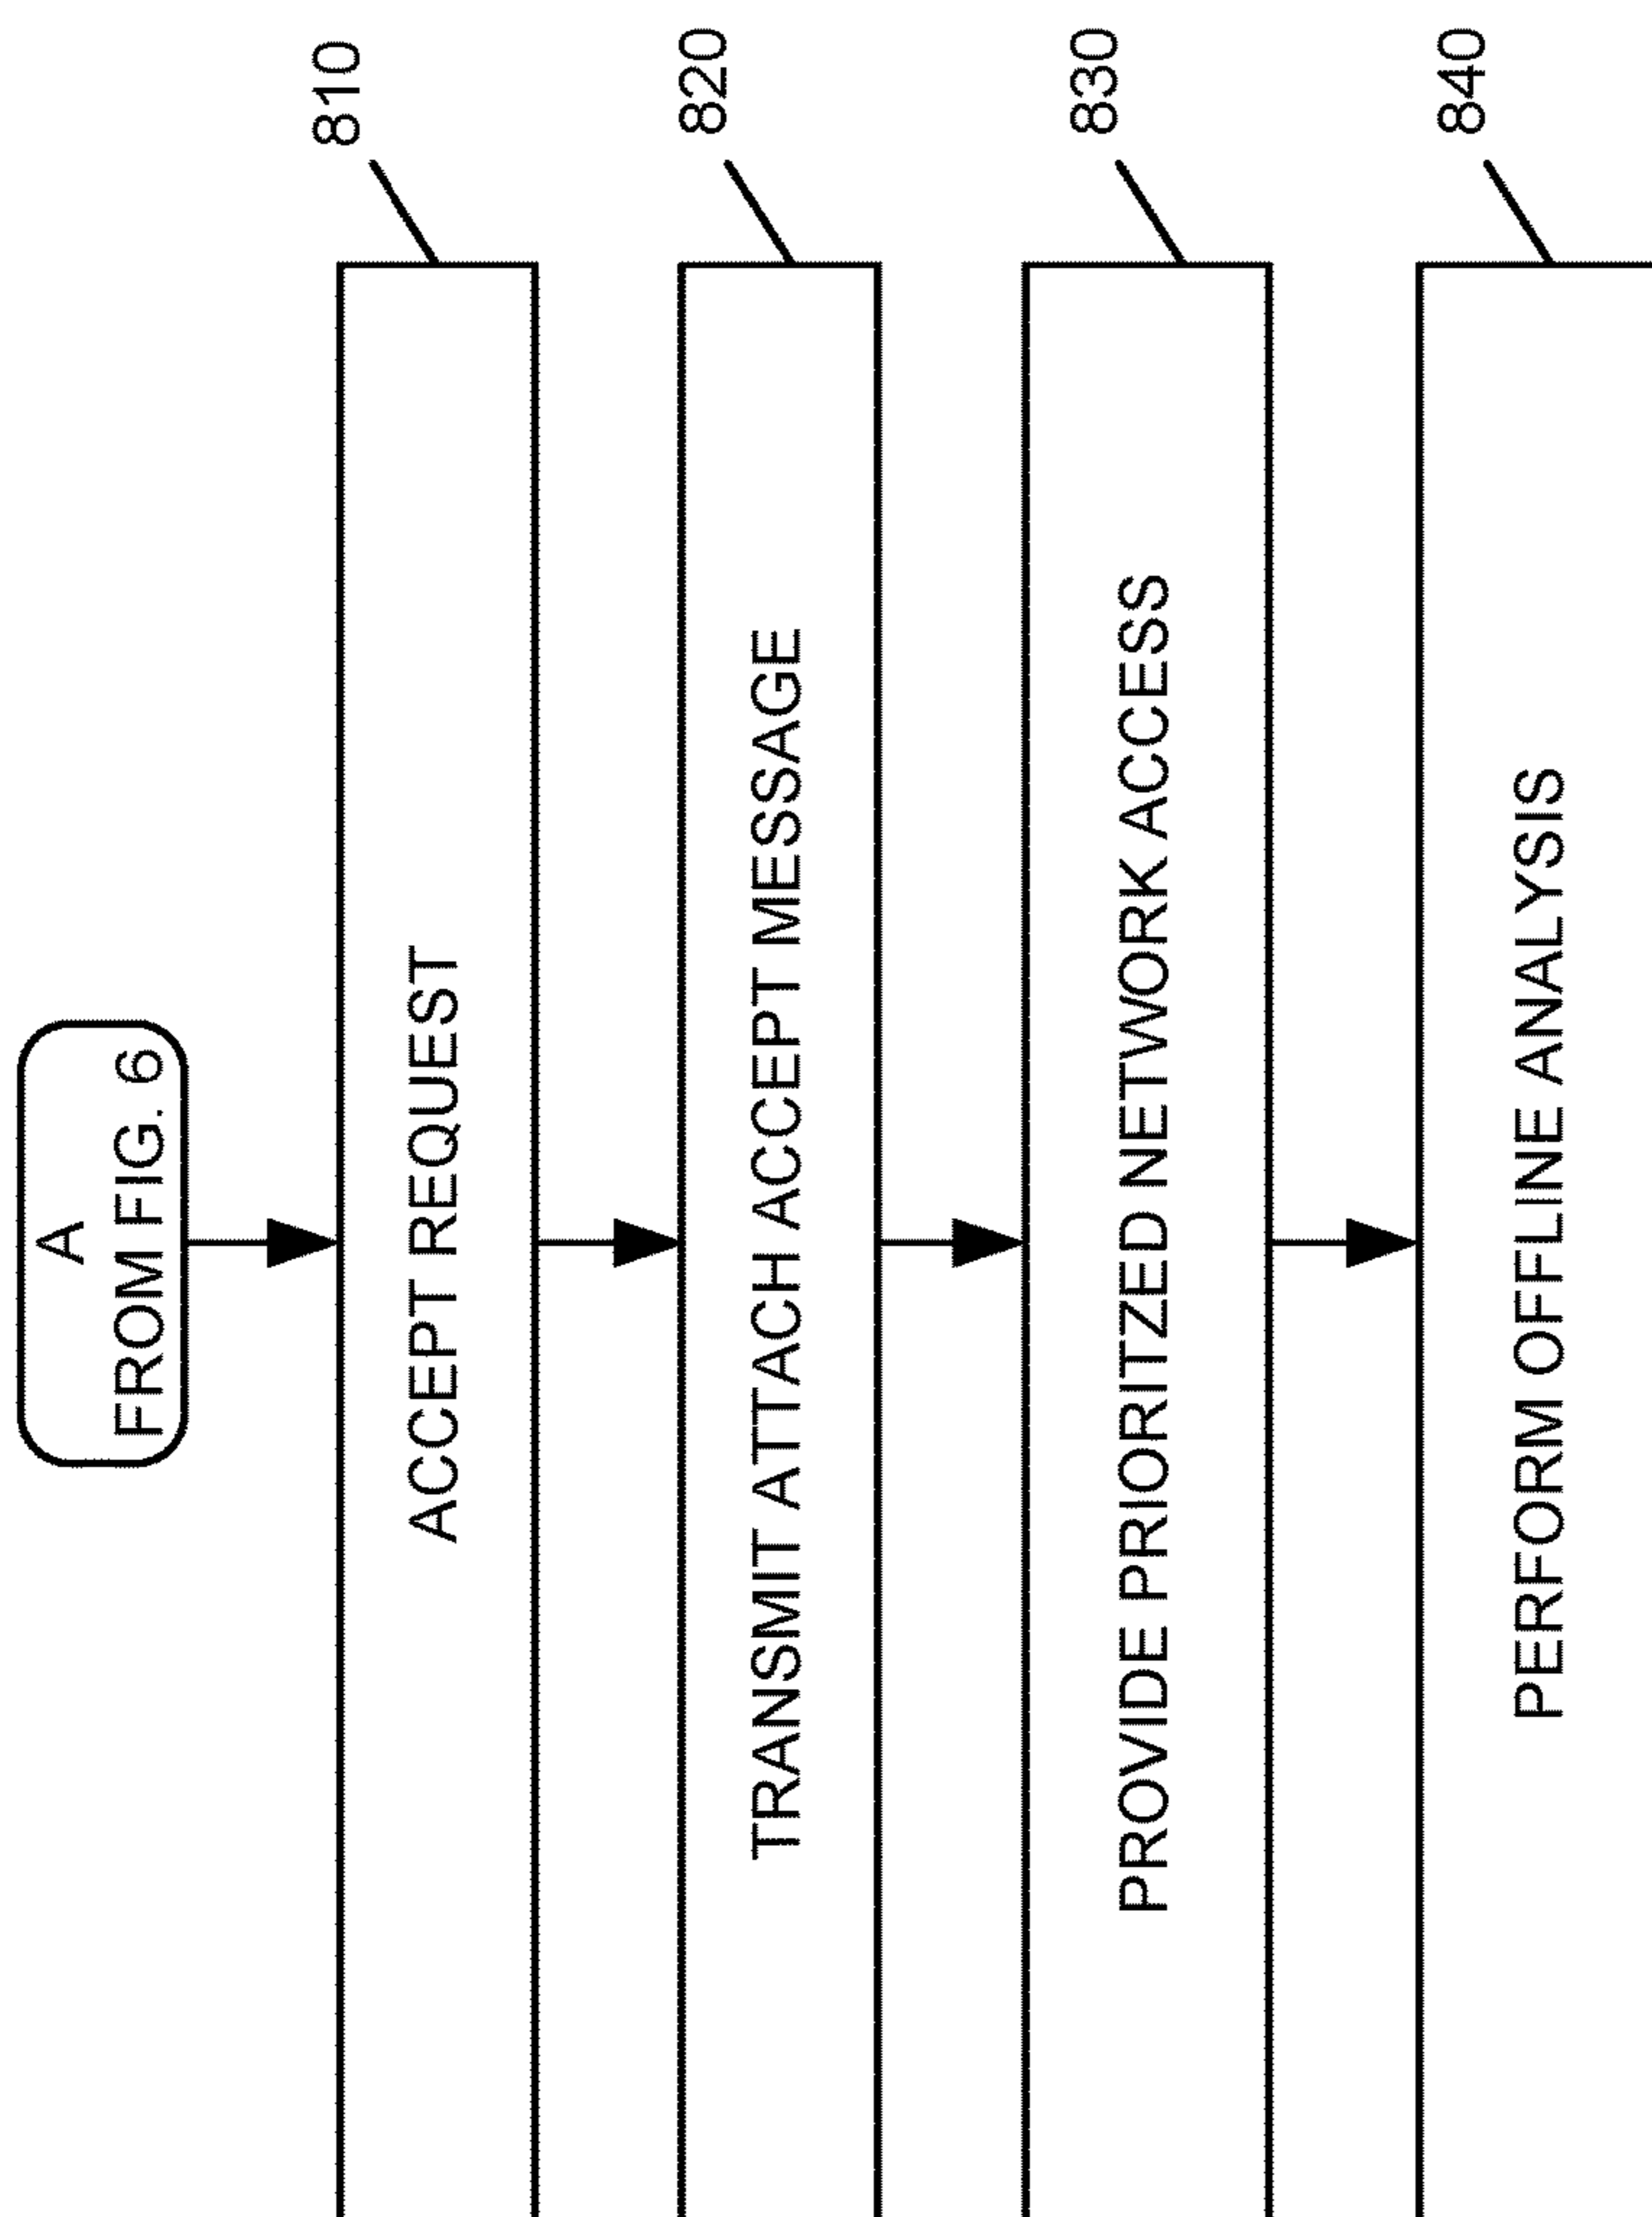 A
FROM FIG. 6
810
ACCEPT REQUEST
820
TRANSMIT ATTACH ACCEPT MESSAGE
830
PROVIDE PRIORITIZED NETWORK ACCESS
840
PERFORM OFFLINE ANALYSIS